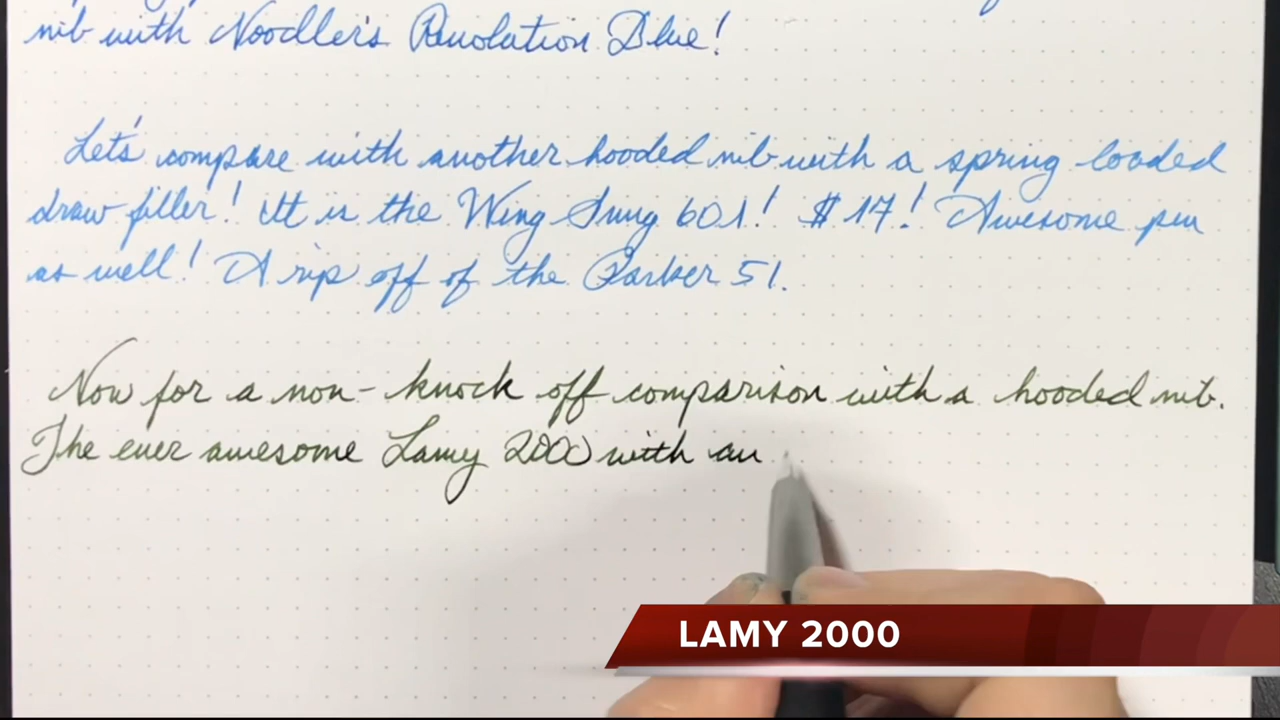 nib with Noodler's Revolution Blue!
Let's compare with another hooded nib with a spring loaded
draw filler! It is the Wing Sung 601! $17! Awesome pen
as well! A rip off of the Parker 51.
Now for a non-knock off comparison with a hooded nib.
The ever awesome Lamy 2000 with an
LAMY 2000